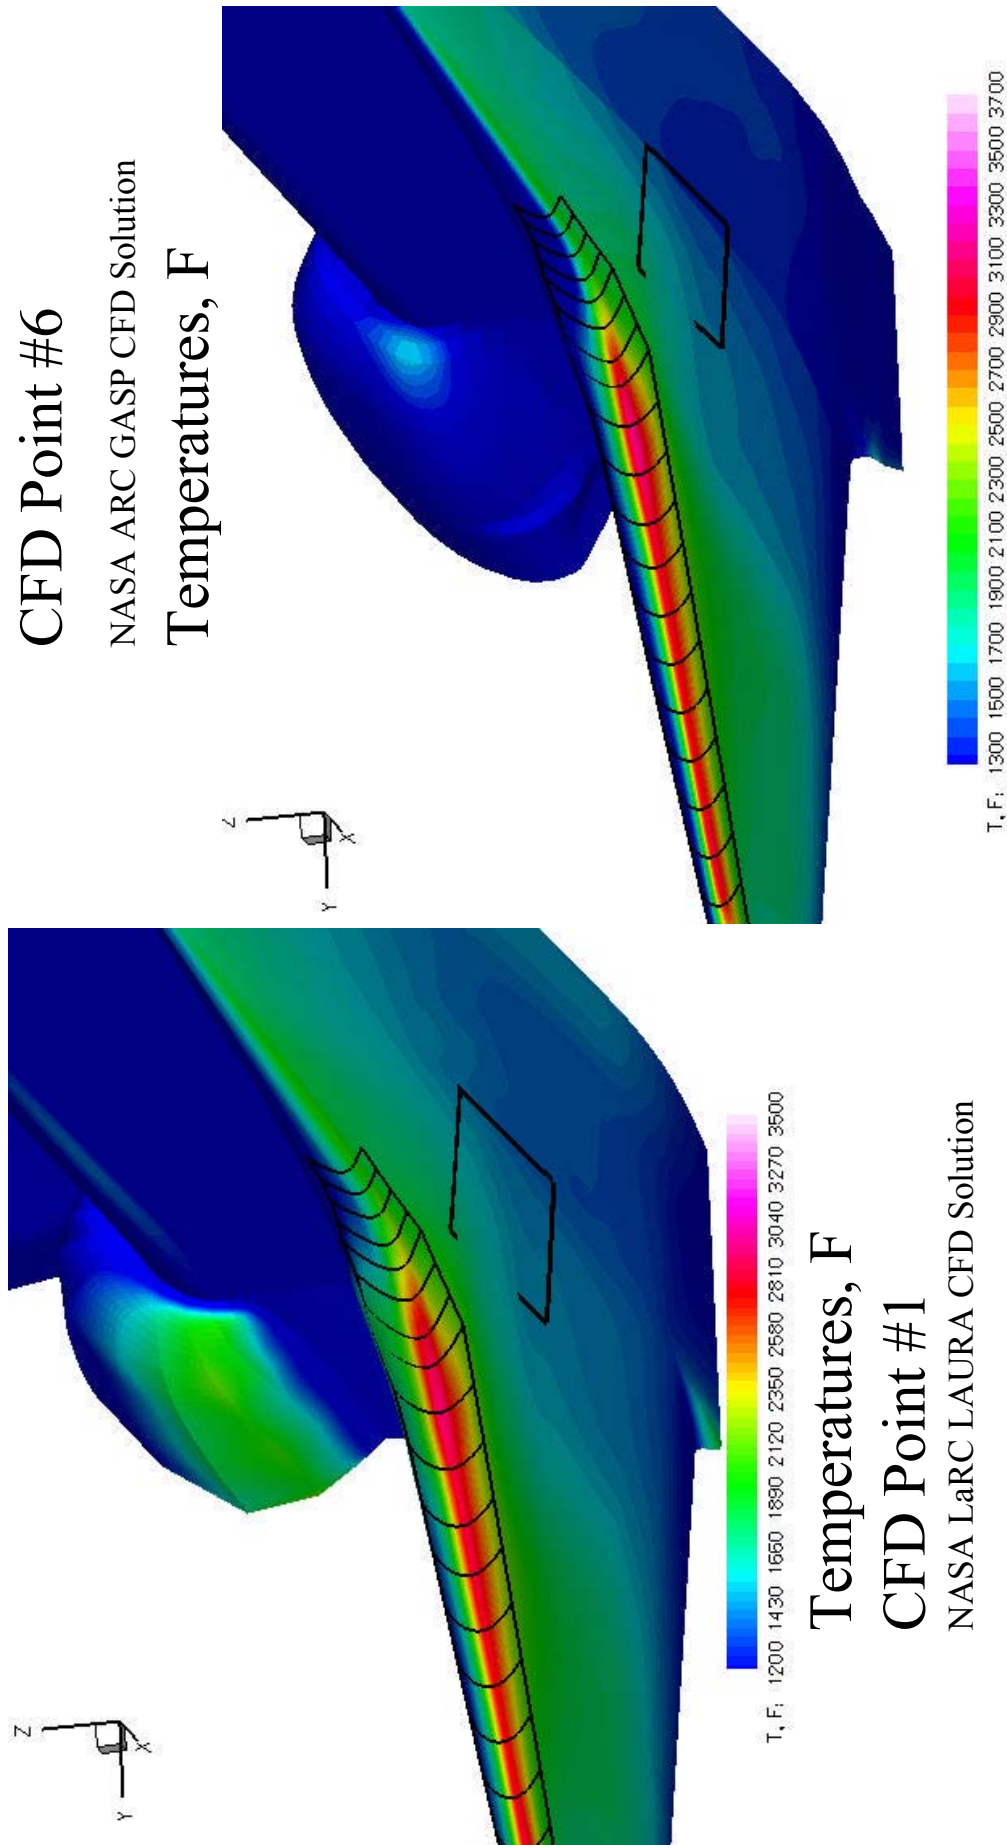 CFD Point #6
NASA ARC GASP CFD Solution
Temperatures, F
Z
X
Y
T, F: 1300 1500 1700 1900 2100 2300 2500 2700 2900 3100 3300 3500 3700
Z
X
Y
T, F: 1200 1430 1660 1890 2120 2350 2580 2810 3040 3270 3500
Temperatures, F
CFD Point #1
NASA LaRC LAURA CFD Solution